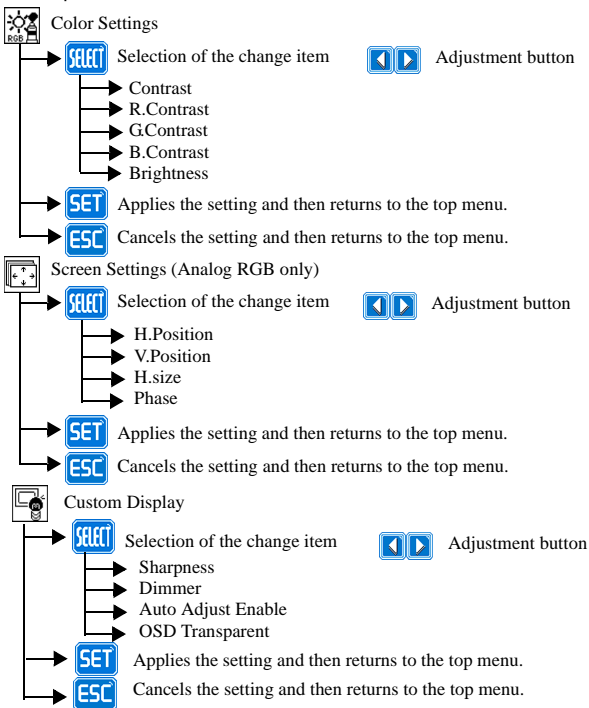 RGB
Color Settings
SELECT Selection of the change item Adjustment button
Contrast
R.Contrast
G.Contrast
B.Contrast
Brightness
SET Applies the setting and then returns to the top menu.
ESC Cancels the setting and then returns to the top menu.
Screen Settings (Analog RGB only)
SELECT Selection of the change item Adjustment button
H.Position
V.Position
H.size
Phase
SET Applies the setting and then returns to the top menu.
ESC Cancels the setting and then returns to the top menu.
Custom Display
SELECT Selection of the change item Adjustment button
Sharpness
Dimmer
Auto Adjust Enable
OSD Transparent
SET Applies the setting and then returns to the top menu.
ESC Cancels the setting and then returns to the top menu.